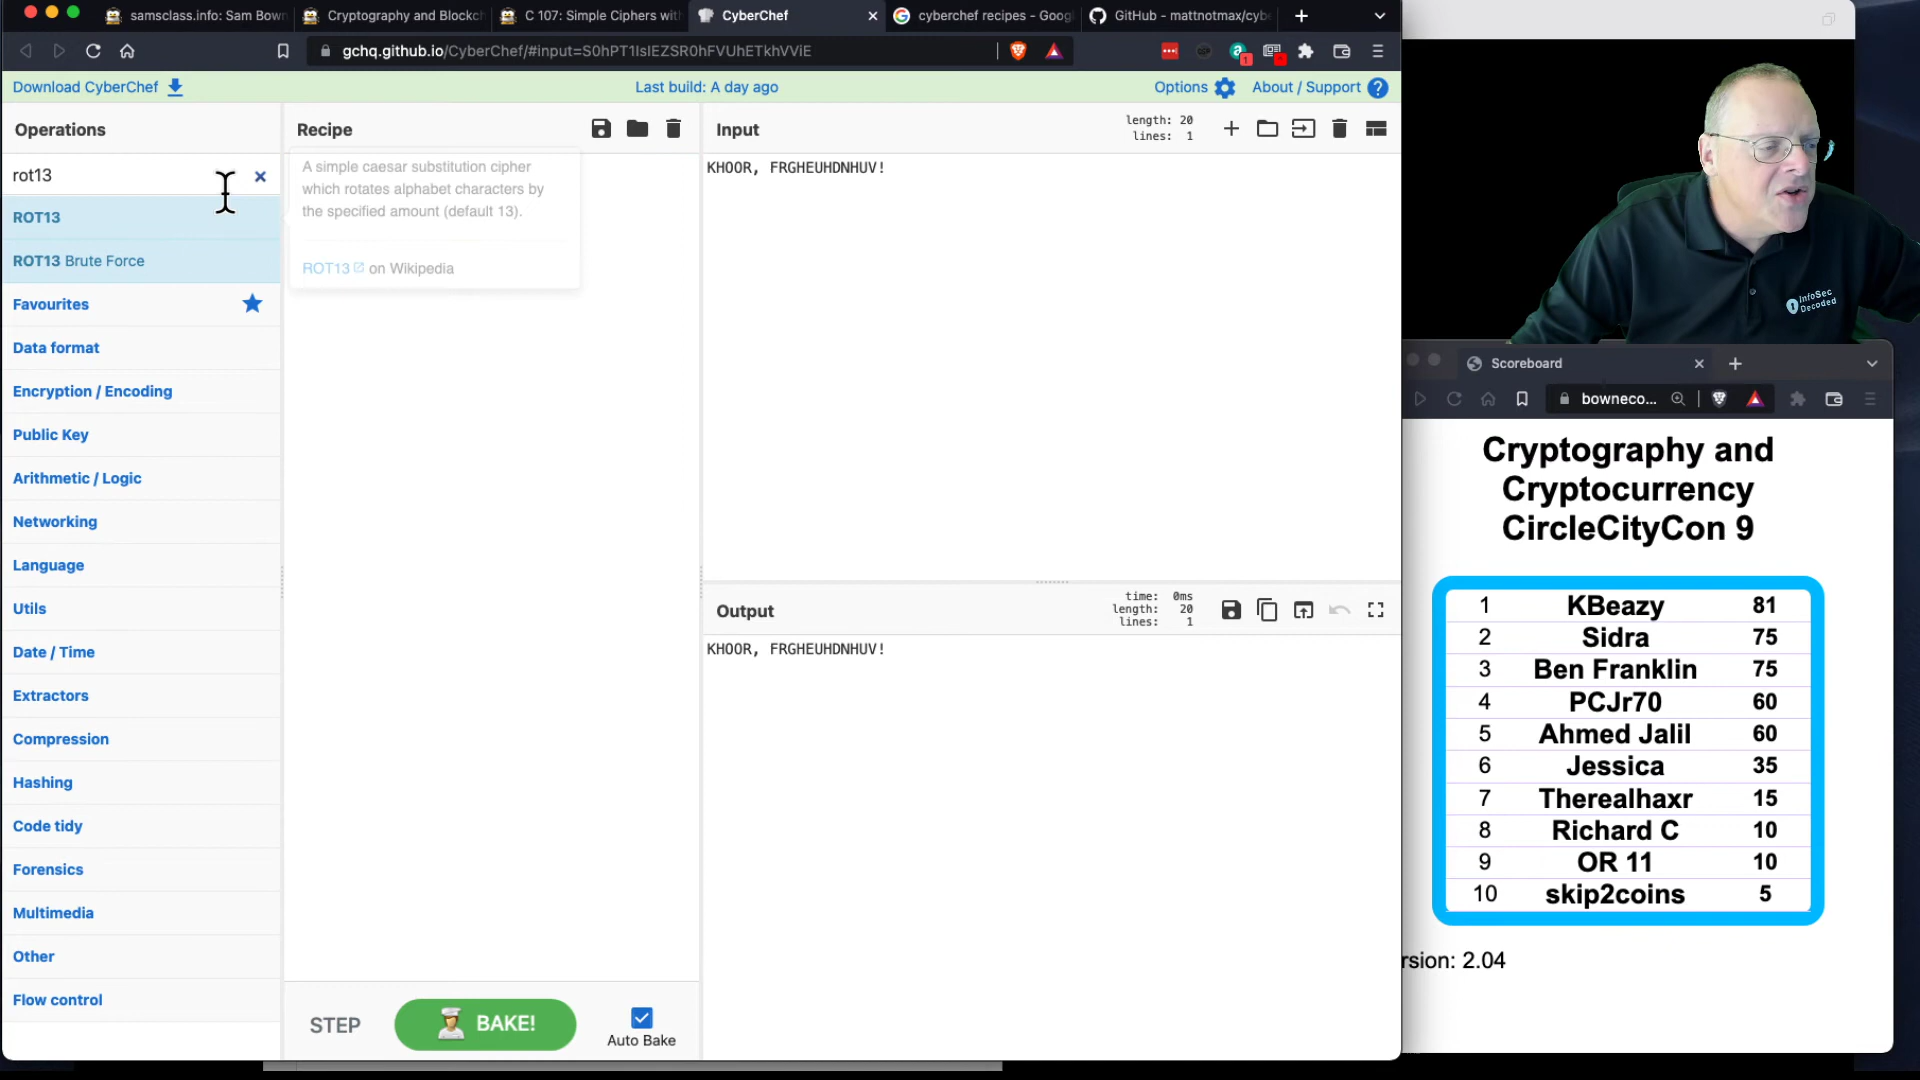 samsclass.info: Sam Bown
Cryptography and Blockch
C 107: Simple Ciphers with
CyberChef
cyberchef recipes - Goog
GitHub - mattnotmax/cybe
gchq.github.io/CyberChef/#input=S0hPT1IsIEZSR0hFVUhETkhVViE
Download CyberChef
Last build: A day ago
Options
About / Support
Operations
rot13
ROT13
ROT13 Brute Force
Favourites
Data format
Encryption / Encoding
Public Key
Arithmetic / Logic
Networking
Language
Utils
Date / Time
Extractors
Compression
Hashing
Code tidy
Forensics
Multimedia
Other
Flow control
Recipe
A simple caesar substitution cipher
which rotates alphabet characters by
the specified amount (default 13).
ROT13 on Wikipedia
STEP
BAKE!
Auto Bake
Input
length: 20
lines: 1
KHOOR, FRGHEUHDNHUV!
Output
time: 0ms
length: 20
lines: 1
KHOOR, FRGHEUHDNHUV!
InfoSec
Decoded
Scoreboard
bowneco...
Cryptography and
Cryptocurrency
CircleCityCon 9
1 KBeazy 81
2 Sidra 75
3 Ben Franklin 75
4 PCJr70 60
5 Ahmed Jalil 60
6 Jessica 35
7 Therealhaxr 15
8 Richard C 10
9 OR 11 10
10 skip2coins 5
rsion: 2.04